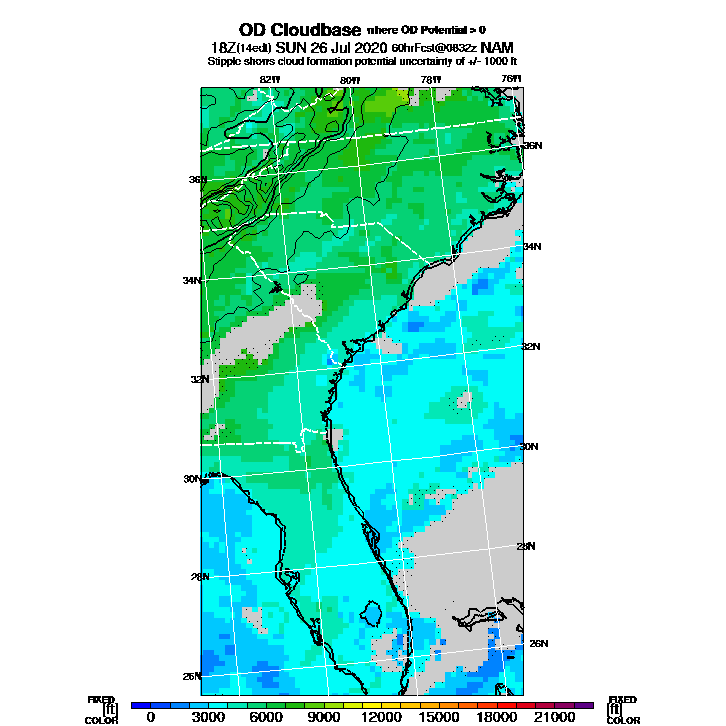 OD Cloudbase where OD Potential > 0
18Z(14edt) SUN 26 Jul 2020 60hrFcst@0832z NAM
Stipple shows cloud formation potential uncertainty of +/- 1000 ft
82W 80W 78W 76W
36N
36N
34N
34N
32N
32N
30N
30N
28N
28N
26N
26N
FIXED FIXED
[ft] [ft]
COLOR 0 3000 6000 9000 12000 15000 18000 21000 COLOR